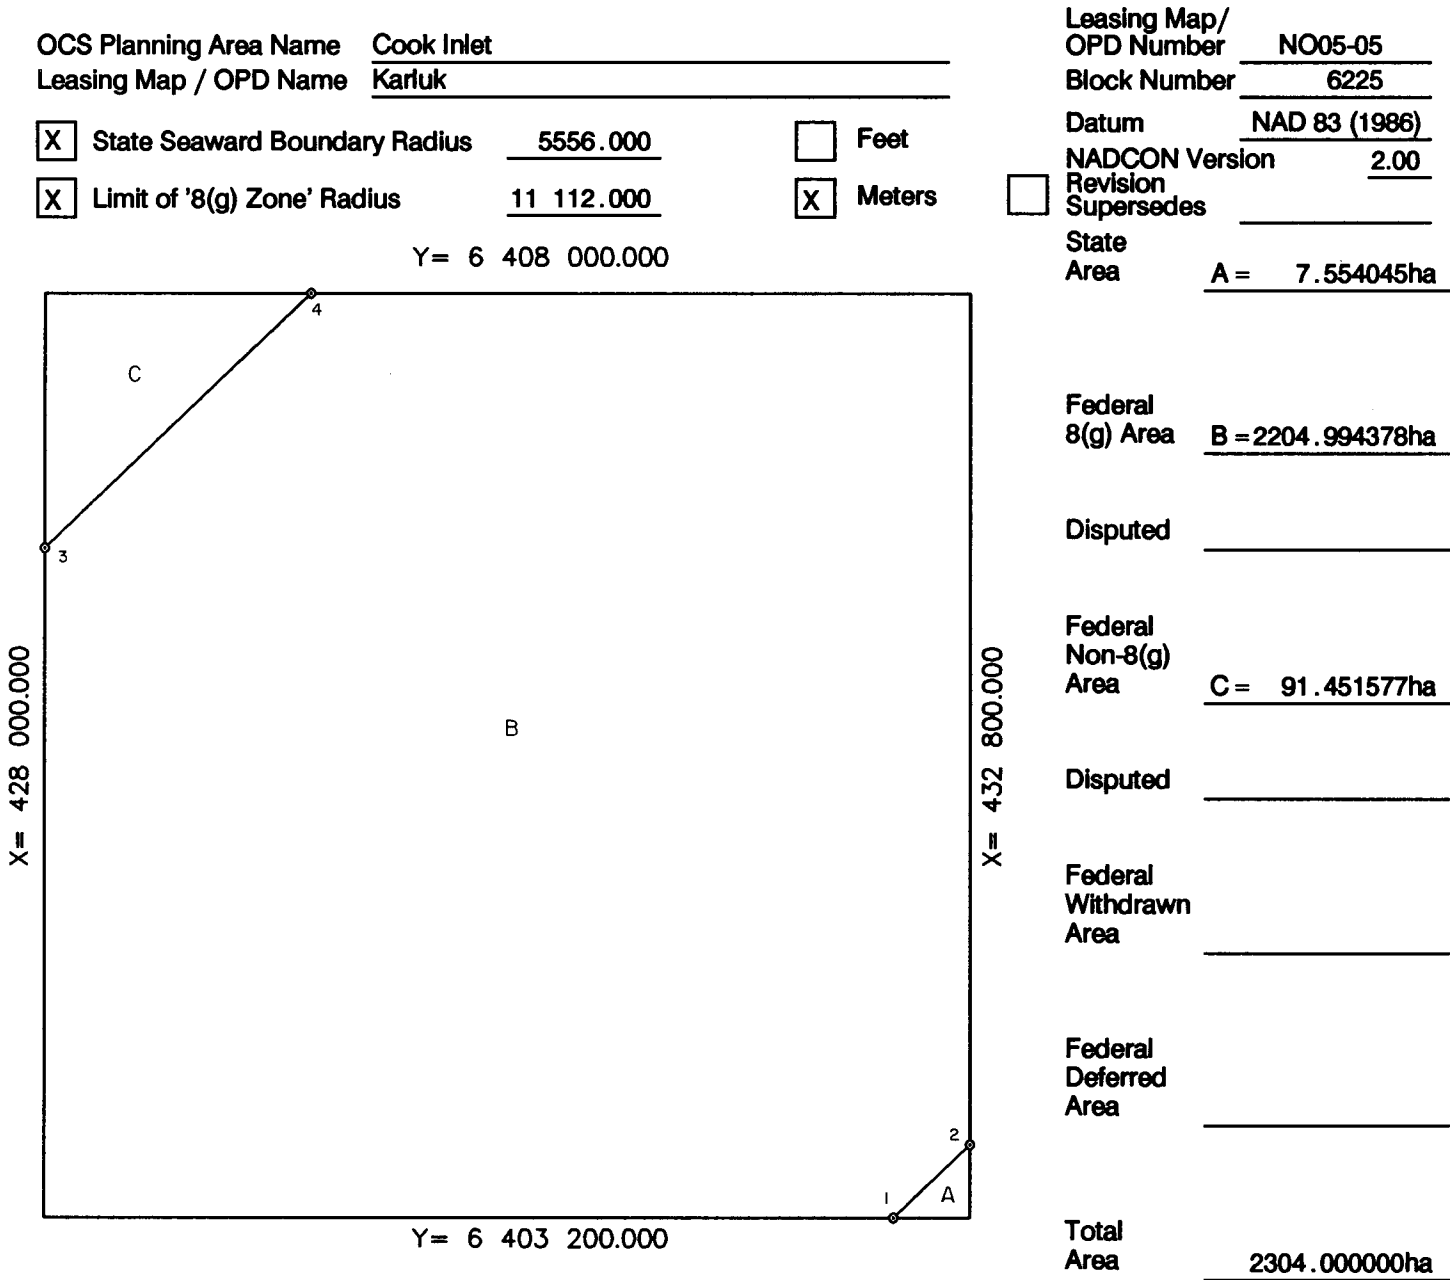 OCS Planning Area Name Cook Inlet
Leasing Map / OPD Name Karluk
X State Seaward Boundary Radius 5556.000 Feet
X Limit of '8(g) Zone' Radius 11 112.000 X Meters
Leasing Map/
OPD Number NO05-05
Block Number 6225
Datum NAD 83 (1986)
NADCON Version 2.00
Revision
Supersedes
State
Area A = 7.554045ha
Federal
8(g) Area B =2204.994378ha
Disputed
Federal
Non-8(g)
Area C = 91.451577ha
Disputed
Federal
Withdrawn
Area
Federal
Deferred
Area
Total
Area 2304.000000ha
Y= 6 408 000.000
4
C
3
X= 428 000.000
B
X= 432 800.000
2
1
A
Y= 6 403 200.000